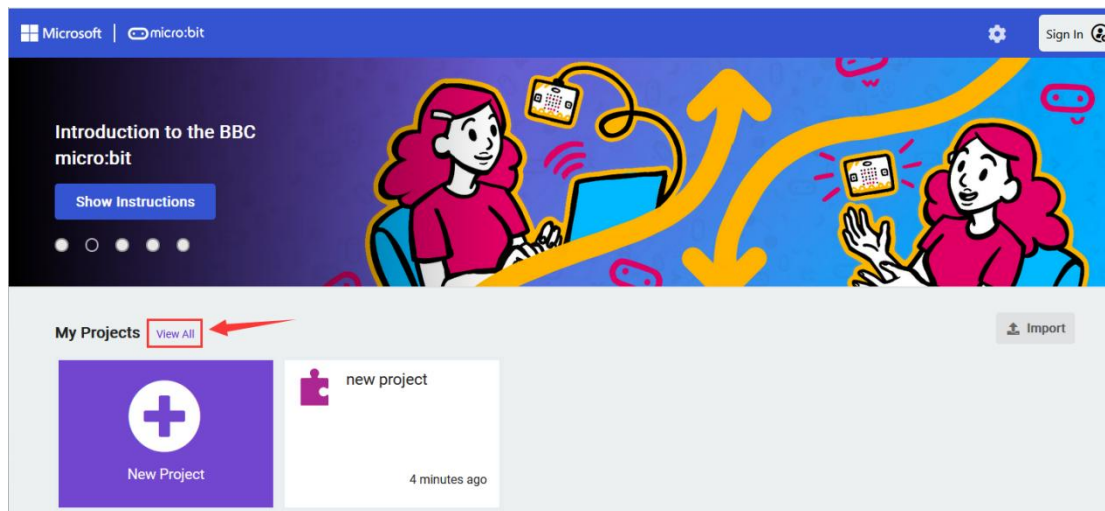 Microsoft | micro:bit
Sign In
Introduction to the BBC
micro:bit
Show Instructions
My Projects View All
Import
New Project
new project
4 minutes ago